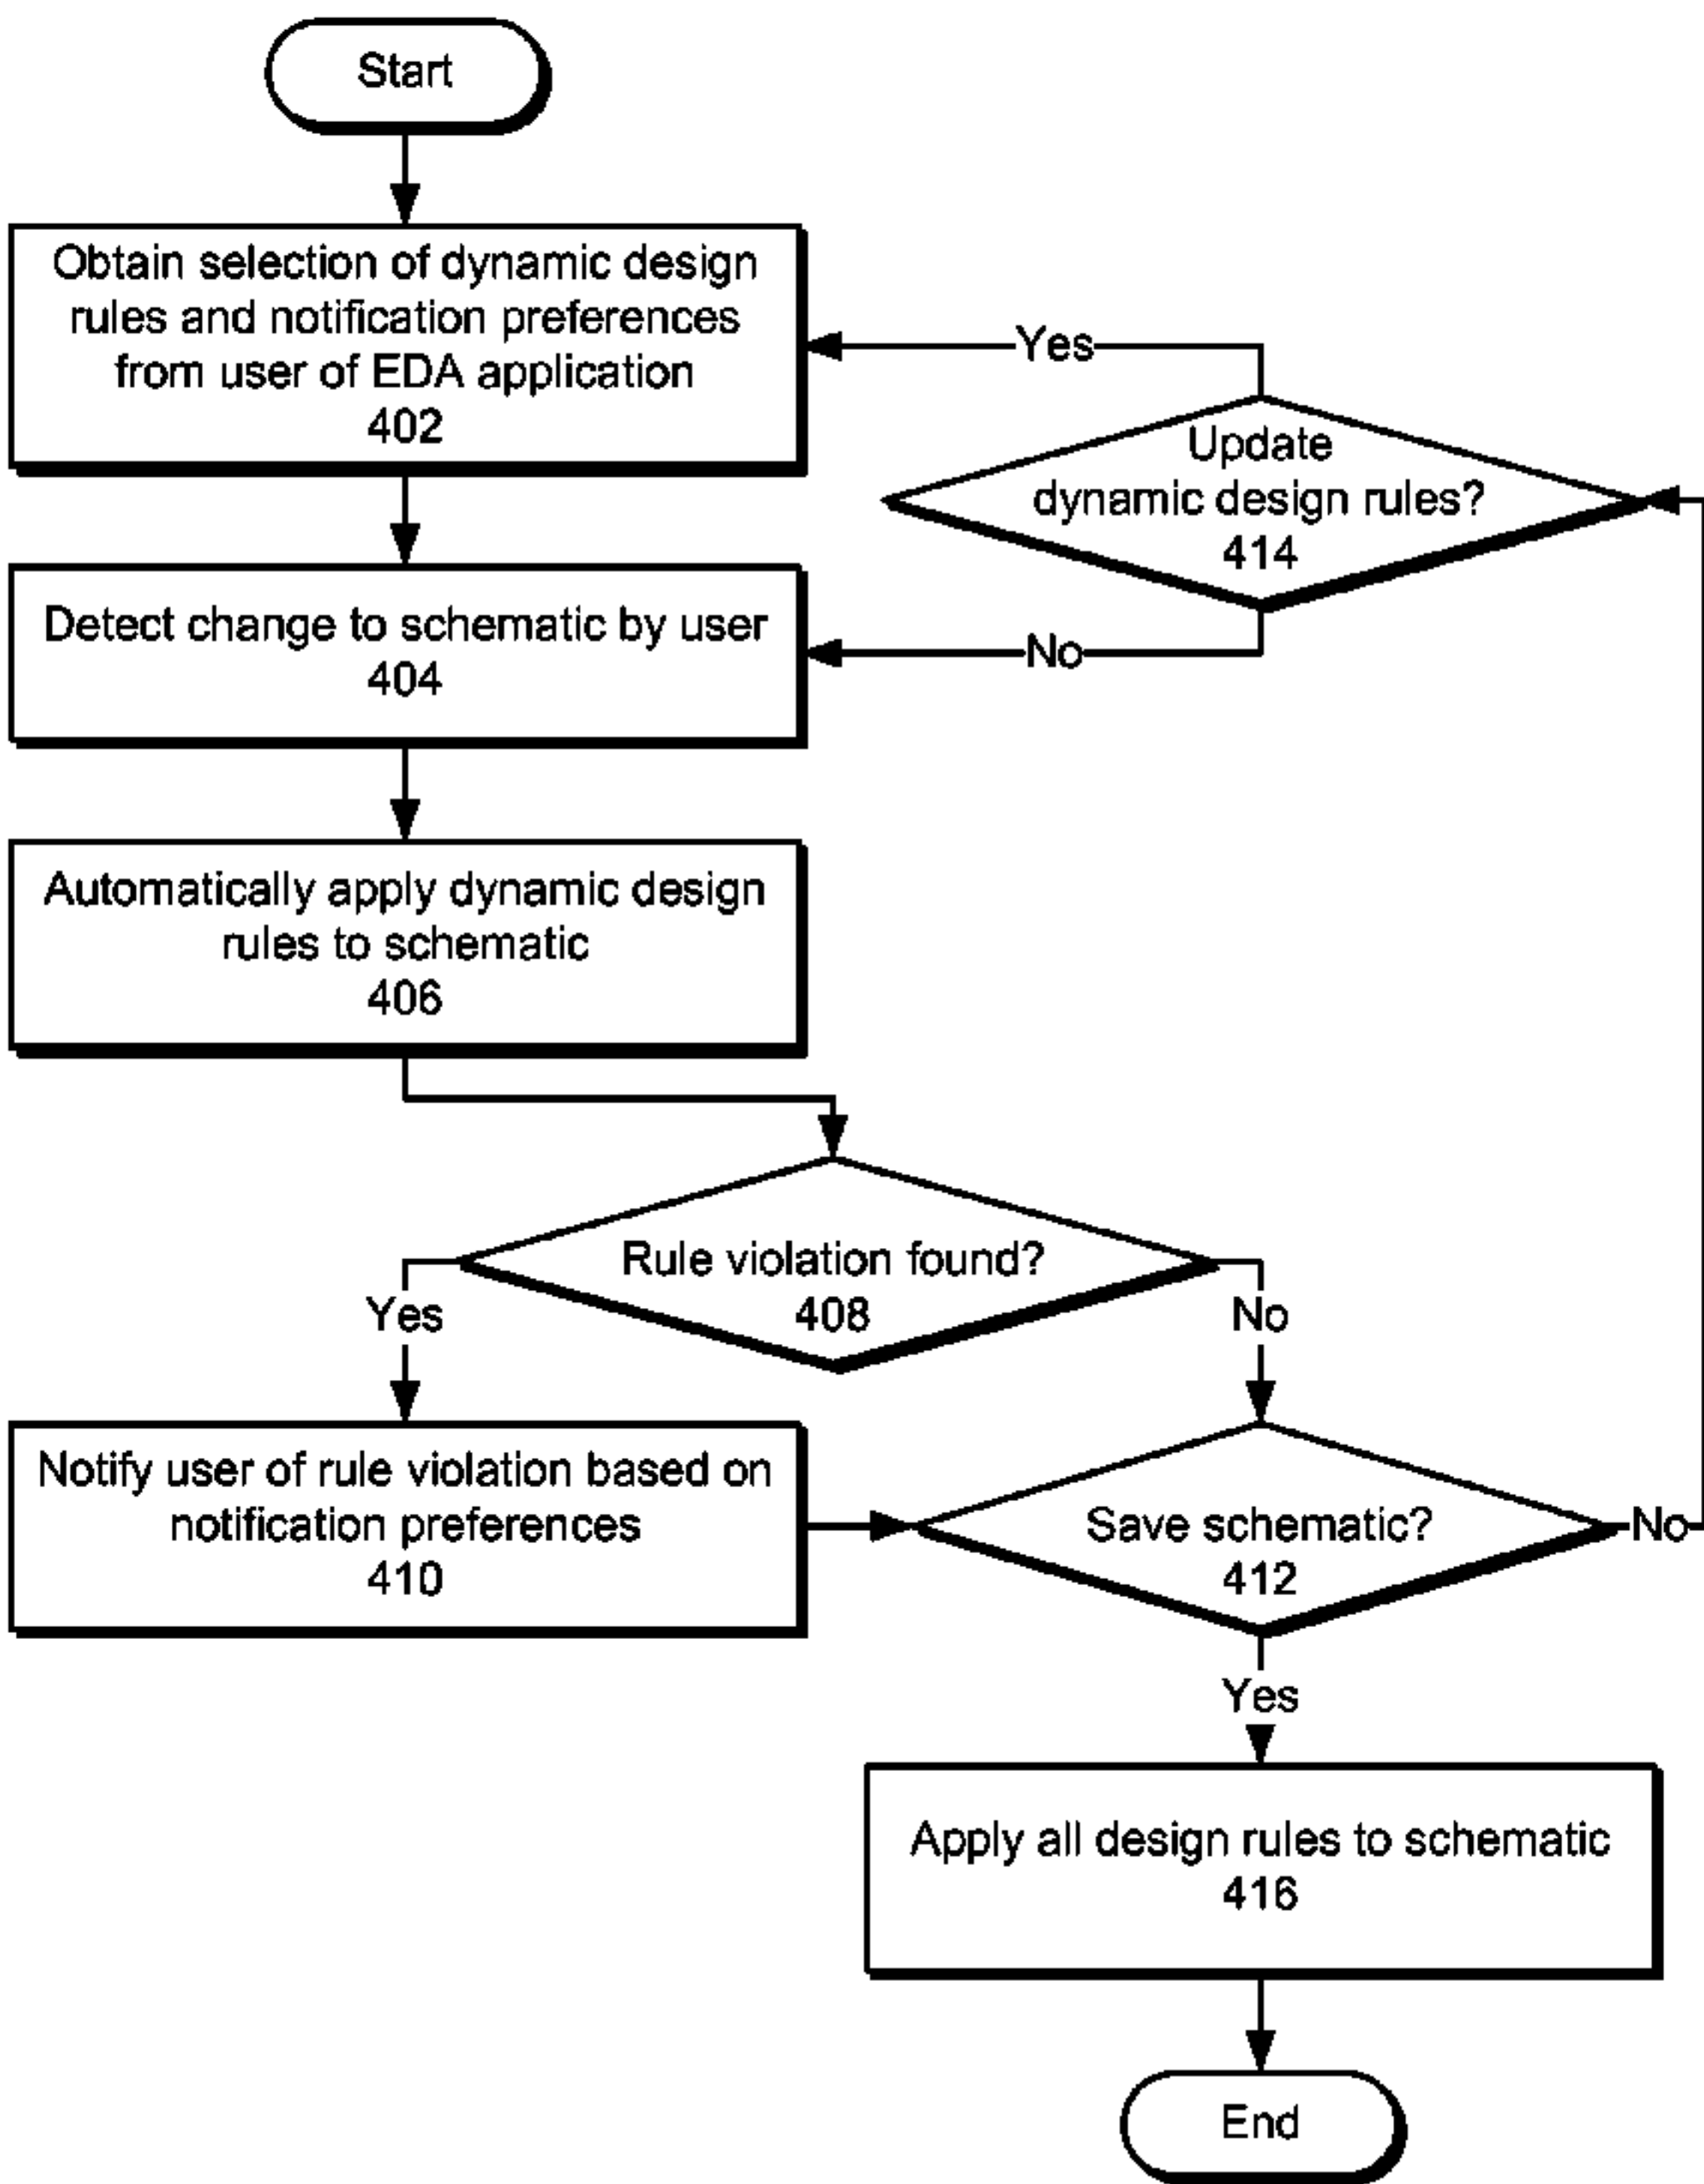 Start
Obtain selection of dynamic design
rules and notification preferences
from user of EDA application
402
Yes
Update
dynamic design rules?
414
No
Detect change to schematic by user
404
Automatically apply dynamic design
rules to schematic
406
Rule violation found?
408
Yes
No
Notify user of rule violation based on
notification preferences
410
Save schematic?
412
No
Yes
Apply all design rules to schematic
416
End